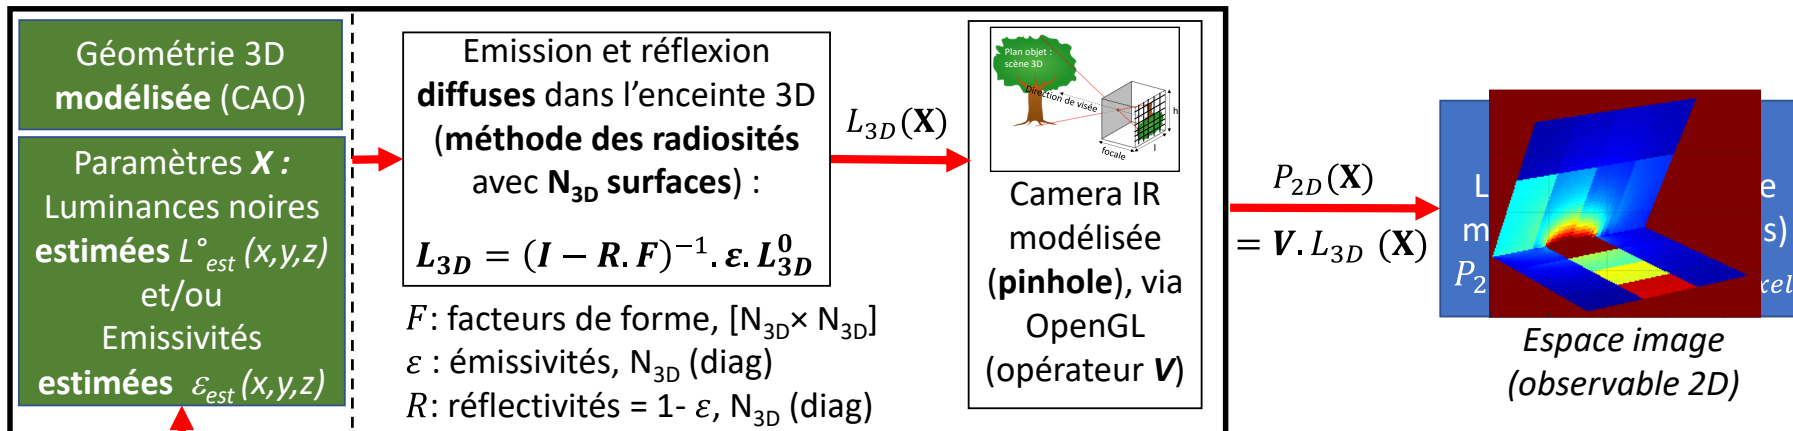 Géométrie 3D
modélisée (CAO)
Paramètres X :
Luminances noires
estimées L°est (x,y,z)
et/ou
Emissivités
estimées εest (x,y,z)
Emission et réflexion
diffuses dans l’enceinte 3D
(méthode des radiosités
avec N3D surfaces) :
L3D = (I − R. F)−1. ε. L03D
F: facteurs de forme, [N3D× N3D]
ε : émissivités, N3D (diag)
R: réflectivités = 1- ε, N3D (diag)
L3D(X)
Plan objet :
scène 3D
Direction de visée
h
focale
l
Camera IR
modélisée
(pinhole), via
OpenGL
(opérateur V)
P2D(X)
= V. L3D (X)
Espace image
(observable 2D)